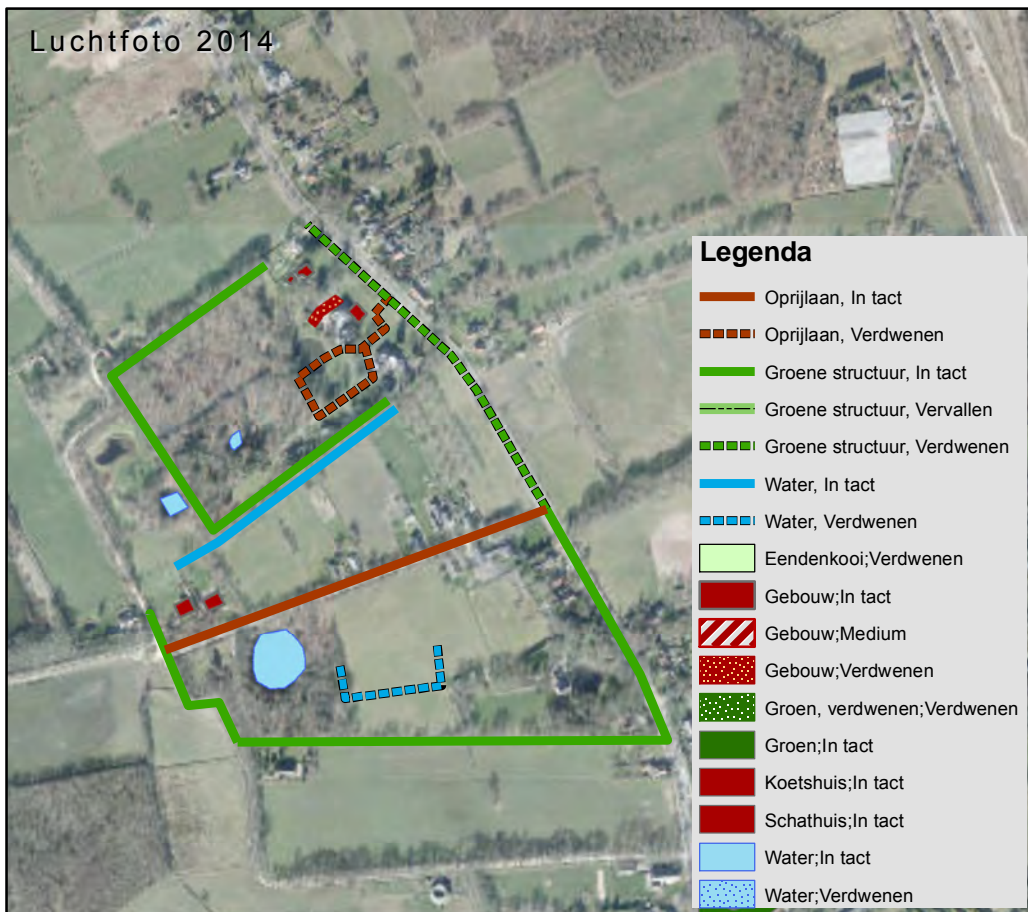 Luchtfoto 2014
Legenda
Oprijlaan, In tact
Oprijlaan, Verdwenen
Groene structuur, In tact
Groene structuur, Vervallen
Groene structuur, Verdwenen
Water, In tact
Water, Verdwenen
Eendenkooi;Verdwenen
Gebouw;In tact
Gebouw;Medium
Gebouw;Verdwenen
Groen, verdwenen;Verdwenen
Groen;In tact
Koetshuis;In tact
Schathuis;In tact
Water;In tact
Water;Verdwenen